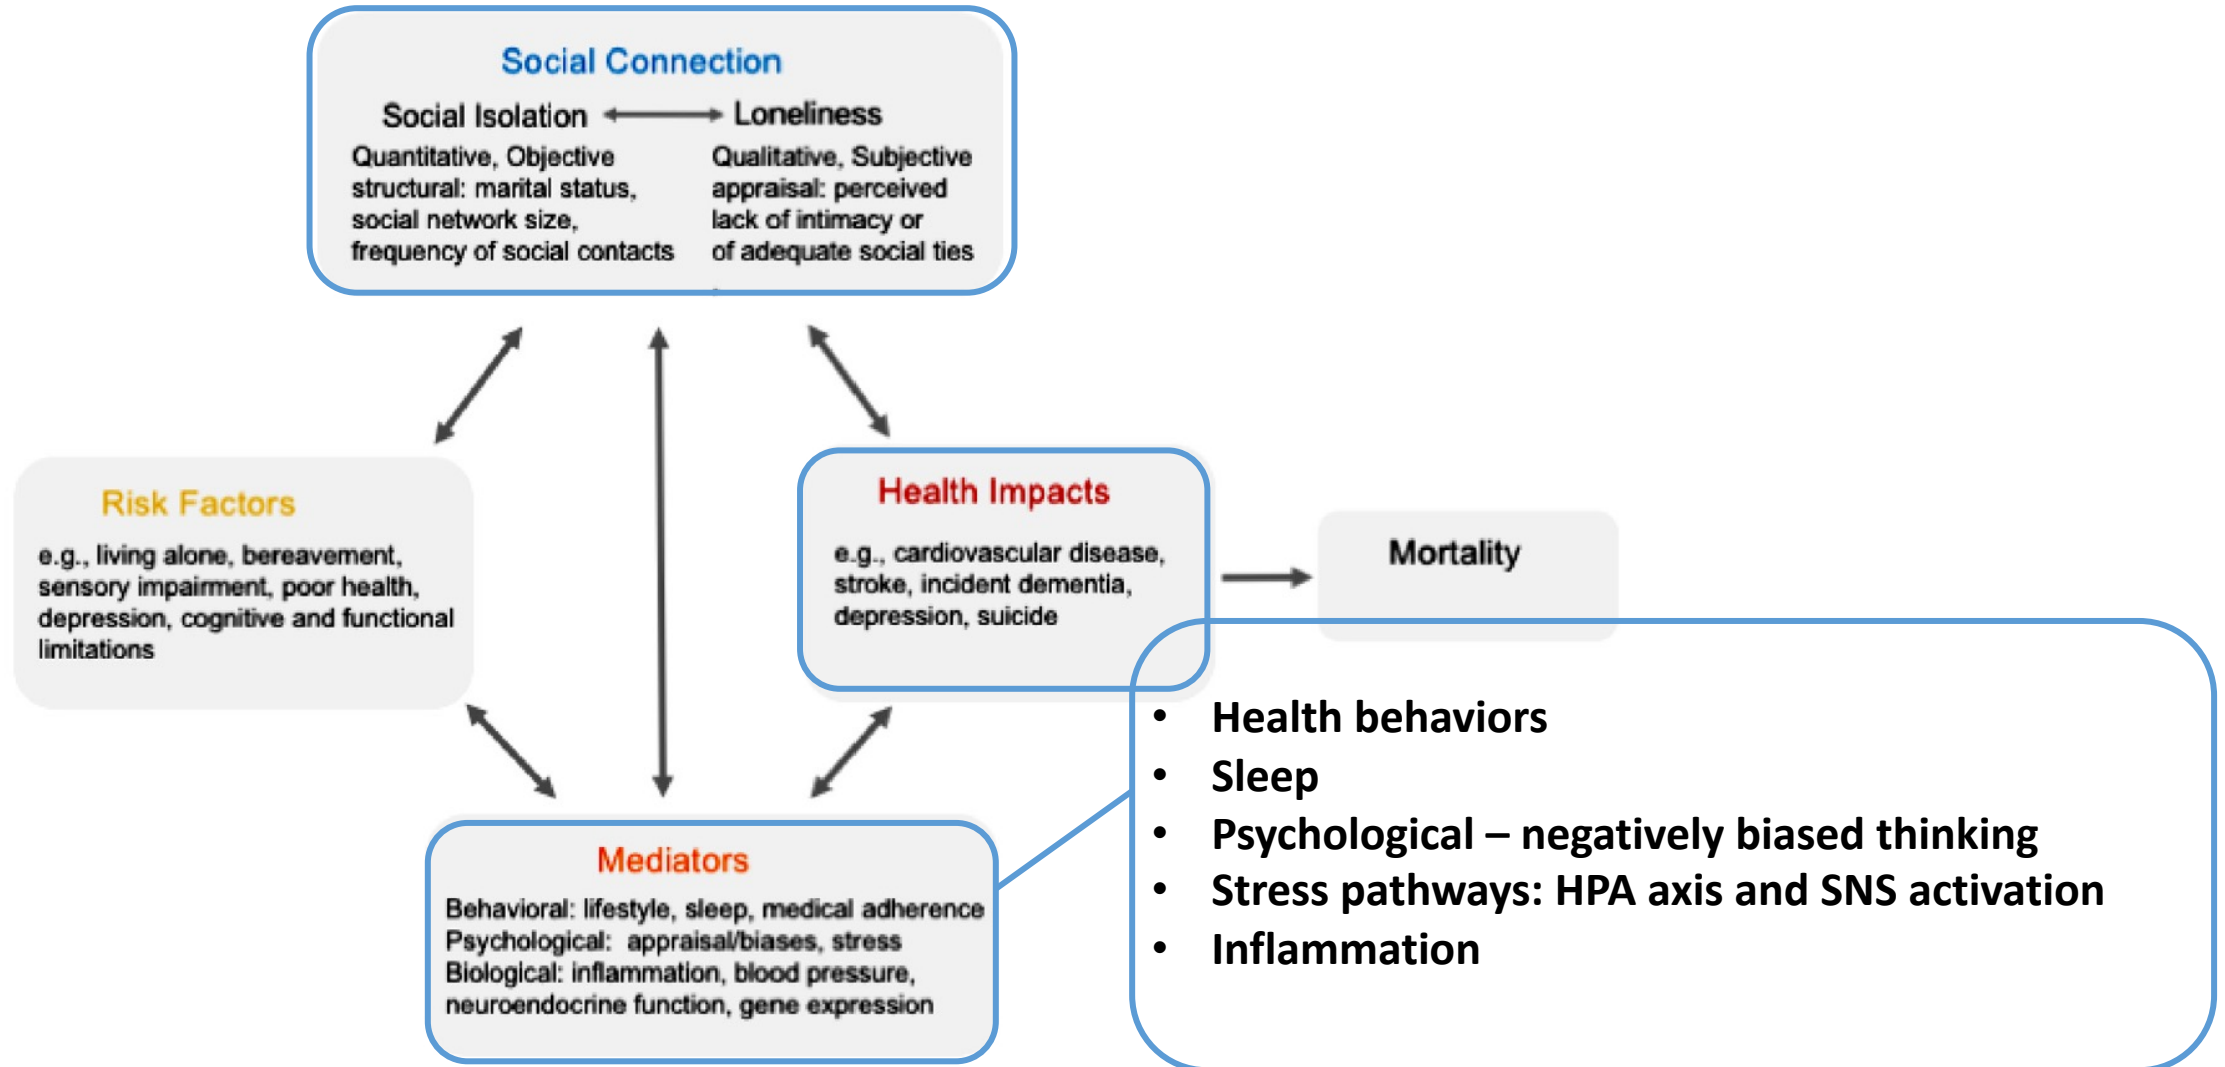 Social Connection
Social Isolation
Quantitative, Objective
structural: marital status,
social network size,
frequency of social contacts
Loneliness
Qualitative, Subjective
appraisal: perceived
lack of intimacy or
of adequate social ties
Risk Factors
e.g., living alone, bereavement,
sensory impairment, poor health,
depression, cognitive and functional
limitations
Health Impacts
e.g., cardiovascular disease,
stroke, incident dementia,
depression, suicide
Mortality
Mediators
Behavioral: lifestyle, sleep, medical adherence
Psychological: appraisal/biases, stress
Biological: inflammation, blood pressure,
neuroendocrine function, gene expression
• Health behaviors
• Sleep
• Psychological – negatively biased thinking
• Stress pathways: HPA axis and SNS activation
• Inflammation